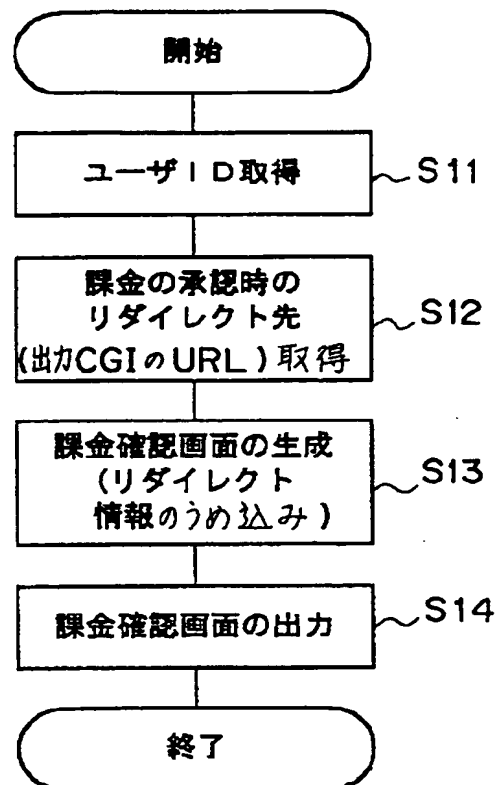 開始
ユーザID取得
S11
課金の承認時の
リダイレクト先
(出力CGIのURL)取得
S12
課金確認画面の生成
(リダイレクト
情報のうめ込み)
S13
課金確認画面の出力
S14
終了